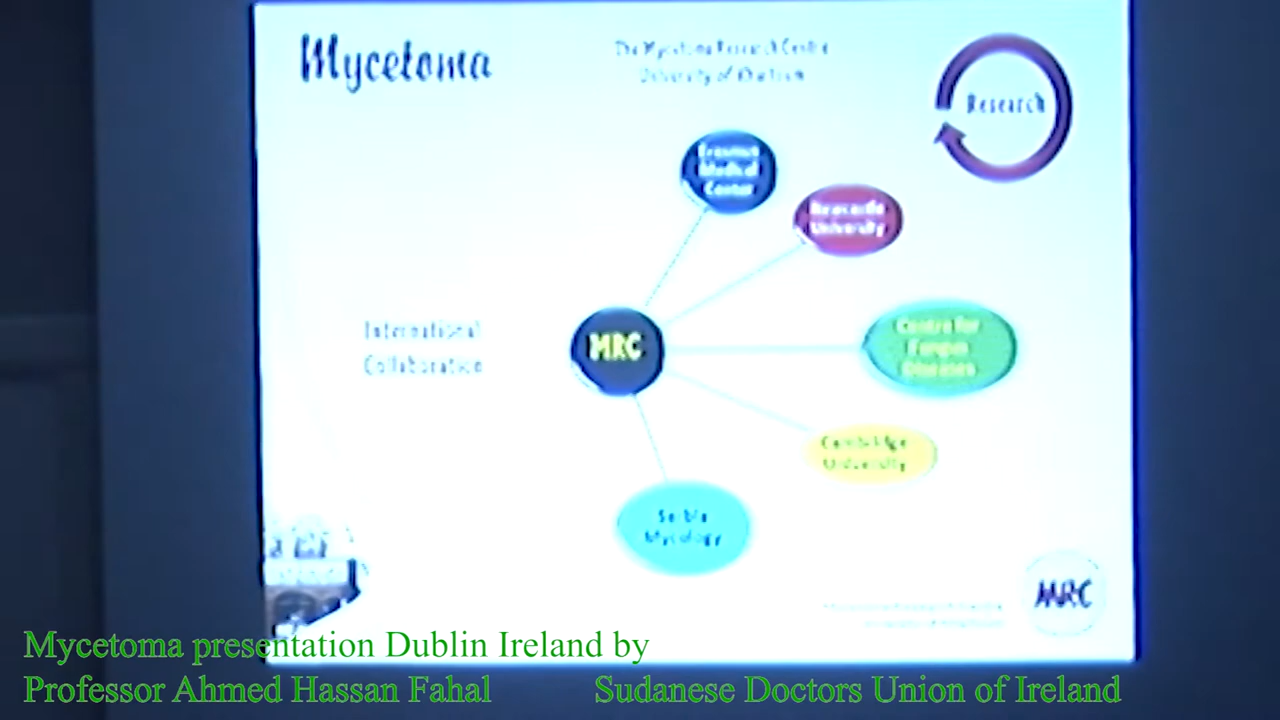 Mycetoma
The Mycetoma Research Centre
University of Khartoum
Research
Erasmus
Medical
Center
Newcastle
University
International
Collaboration
MRC
Centre for
Fungus
Diseases
Cambridge
University
Serbia
Mycology
MRC
Mycetoma presentation Dublin Ireland by
Professor Ahmed Hassan Fahal Sudanese Doctors Union of Ireland